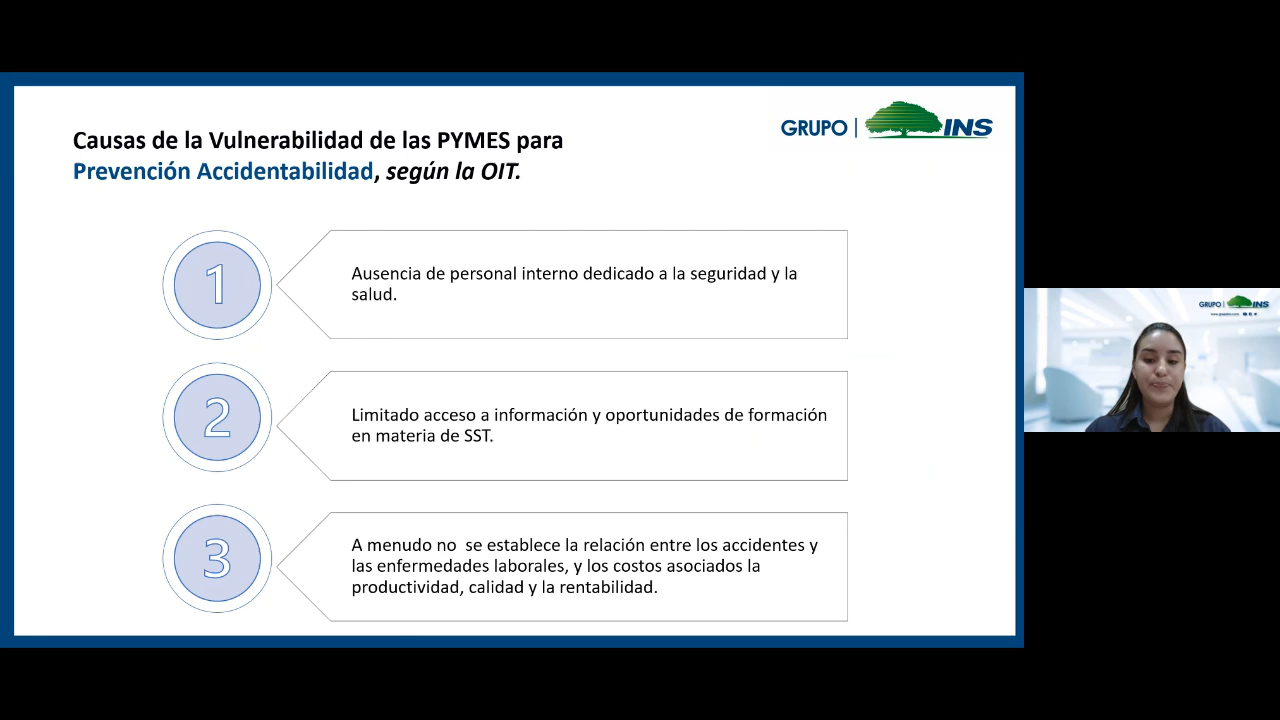 Causas de la Vulnerabilidad de las PYMES para
Prevención Accidentabilidad, según la OIT.
GRUPO | INS
1
Ausencia de personal interno dedicado a la seguridad y la
salud.
2
Limitado acceso a información y oportunidades de formación
en materia de SST.
3
A menudo no  se establece la relación entre los accidentes y
las enfermedades laborales, y los costos asociados la
productividad, calidad y la rentabilidad.
GRUPO | INS